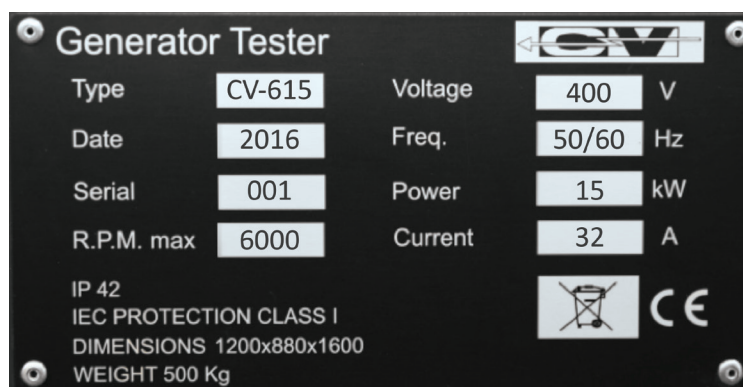 Generator Tester
CV
Type CV-615 Voltage 400 V
Date 2016 Freq. 50/60 Hz
Serial 001 Power 15 kW
R.P.M. max 6000 Current 32 A
IP 42
IEC PROTECTION CLASS I
DIMENSIONS 1200x880x1600
WEIGHT 500 Kg
CE